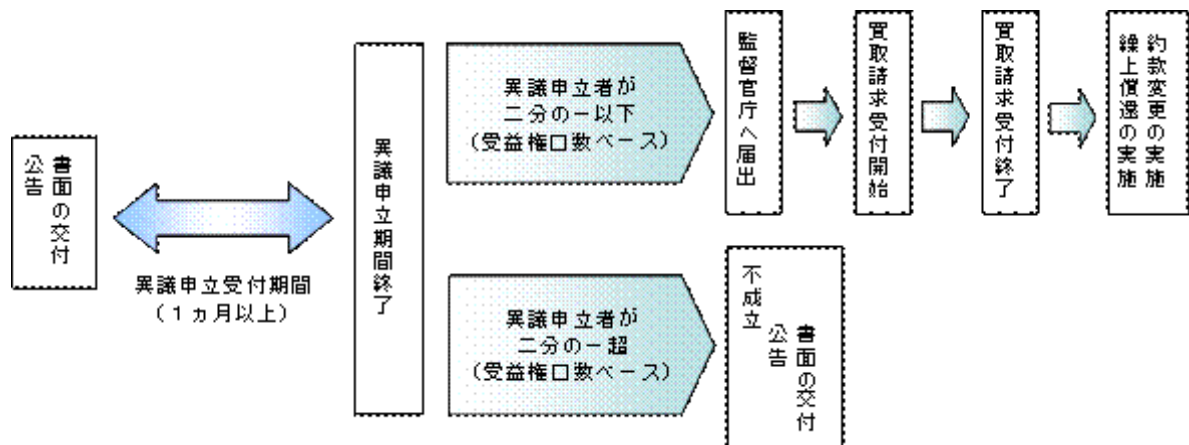 書面の交付
公告
異議申立受付期間
（１ヵ月以上）
異議申立期間終了
異議申立者が
二分の一以下
（受益権口数ベース）
監督官庁へ届出
買取請求受付開始
買取請求受付終了
約款変更の実施
繰上償還の実施
異議申立者が
二分の一超
（受益権口数ベース）
不成立
書面の交付
公告